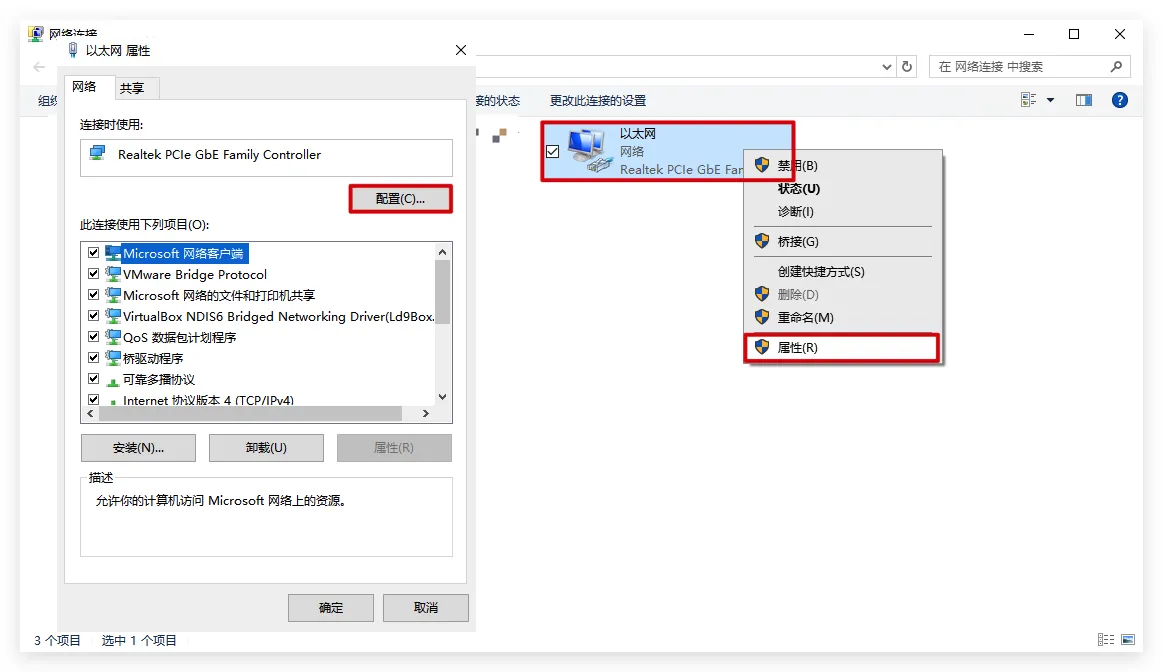 网络连接
以太网 属性
在 网络连接 中搜索
组织
接的状态
更改此连接的设置
网络
共享
连接时使用:
Realtek PCIe GbE Family Controller
配置(C)...
此连接使用下列项目(O):
Microsoft 网络客户端
VMware Bridge Protocol
Microsoft 网络的文件和打印机共享
VirtualBox NDIS6 Bridged Networking Driver(Ld9Box.
QoS 数据包计划程序
桥驱动程序
可靠多播协议
Internet 协议版本 4 (TCP/IPv4)
安装(N)...
卸载(U)
属性(R)
描述
允许你的计算机访问 Microsoft 网络上的资源。
确定
取消
以太网
网络
Realtek PCIe GbE Fam
禁用(B)
状态(U)
诊断(I)
桥接(G)
创建快捷方式(S)
删除(D)
重命名(M)
属性(R)
3 个项目
选中 1 个项目